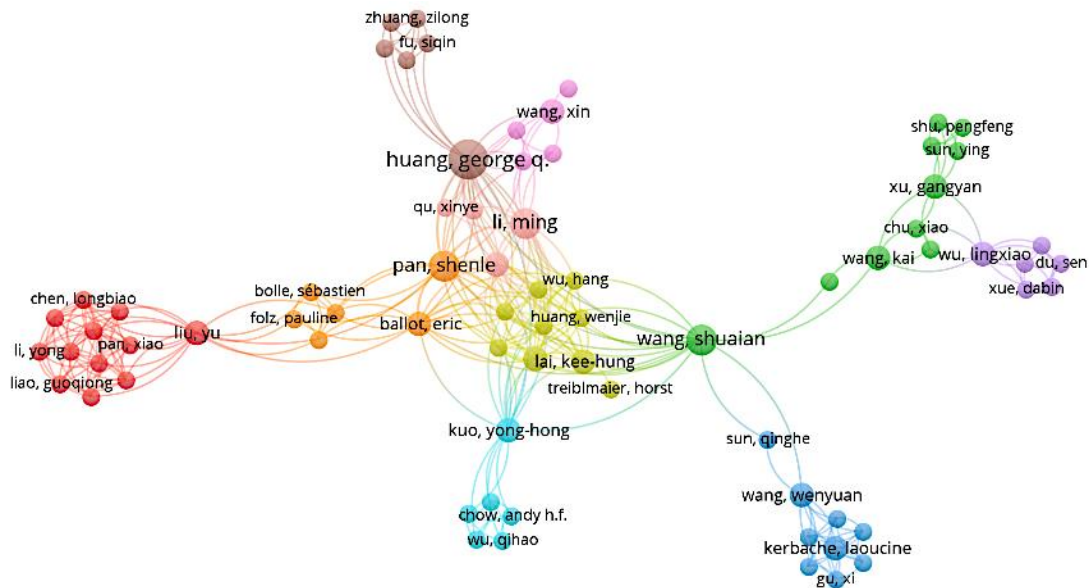 zhuang, zilong
fu, siqin
wang, xin
huang, george q.
shu, pengfeng
sun, ying
xu, gangyan
qu, xinye
li, ming
chu, xiao
wu, lingxiao
du, sen
wang, kai
xue, dabin
pan, shenle
wu, hang
bolle, sébastien
chen, longbiao
folz, pauline
huang, wenjie
ballot, eric
liu, yu
pan, xiao
li, yong
wang, shuaian
lai, kee-hung
liao, guoqiong
treiblmaier, horst
kuo, yong-hong
sun, qinghe
wang, wenyuan
chow, andy h.f.
wu, qihao
kerbache, laoucine
gu, xi